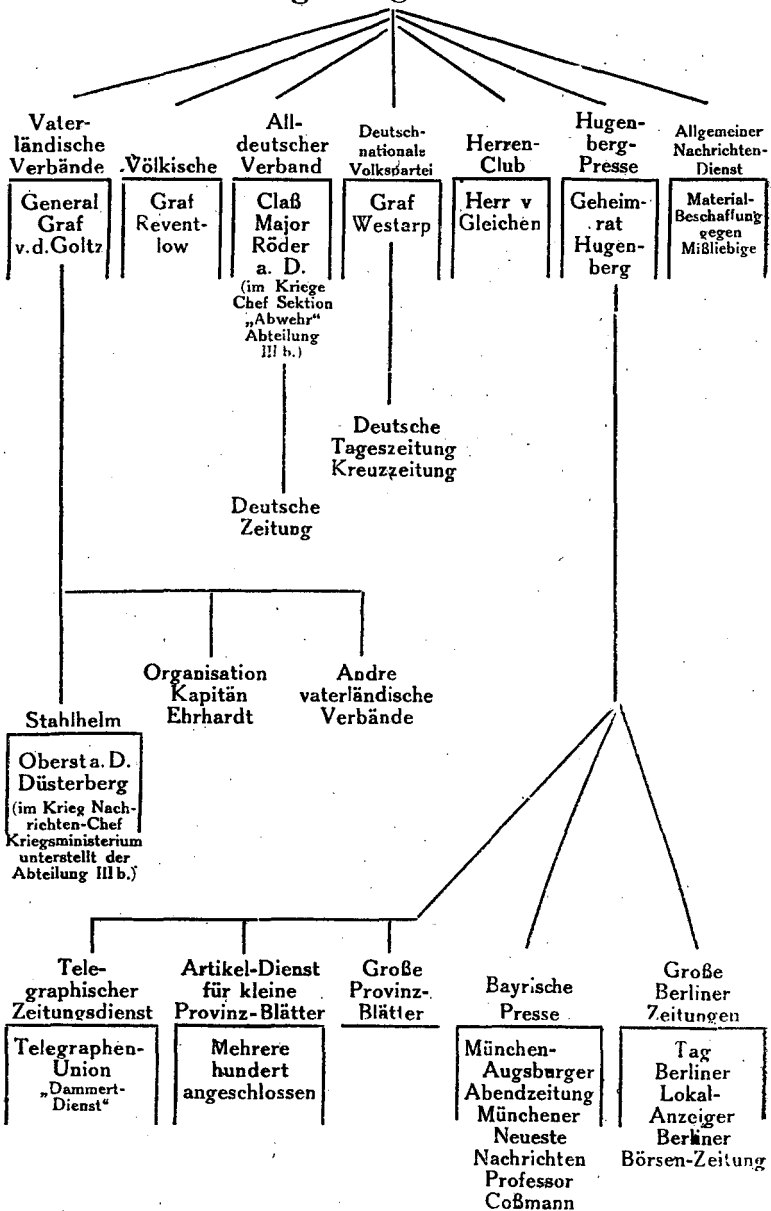 Vater-
ländische
Verbände
General
Graf
v.d.Goltz
Völkische
Graf
Revent-
low
All-
deutscher
Verband
Claß
Major
Röder
a. D.
(im Kriege
Chef Sektion
„Abwehr“
Abteilung
III b.)
Deutsch-
nationale
Volkspartei
Graf
Westarp
Herren-
Club
Herr v
Gleichen
Hugen-
berg-
Presse
Geheim-
rat
Hugen-
berg
Allgemeiner
Nachrichten-
Dienst
Material-
Beschaffung
gegen
Mißliebige
Deutsche
Tageszeitung
Kreuzzeitung
Deutsche
Zeitung
Organisation
Kapitän
Ehrhardt
Andre
vaterländische
Verbände
Stahlhelm
Oberst a. D.
Düsterberg
(im Krieg Nach-
richten-Chef
Kriegsministerium
unterstellt der
Abteilung III b.)
Tele-
graphischer
Zeitungsdienst
Telegraphen-
Union
„Dammert-
Dienst“
Artikel-Dienst
für kleine
Provinz-Blätter
Mehrere
hundert
angeschlossen
Große
Provinz-
Blätter
Bayrische
Presse
München-
Augsburger
Abendzeitung
Münchener
Neueste
Nachrichten
Professor
Coßmann
Große
Berliner
Zeitungen
Tag
Berliner
Lokal-
Anzeiger
Berliner
Börsen-Zeitung